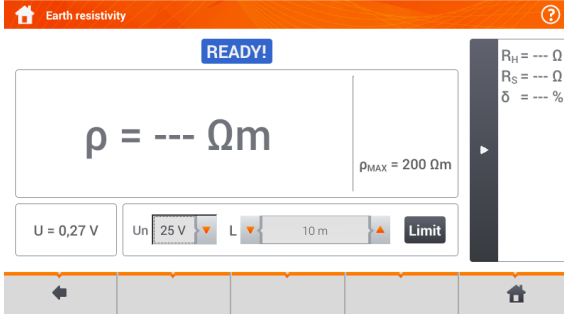 Earth resistivity
?
READY!
ρ = --- Ωm
ρMAX = 200 Ωm
RH = --- Ω
RS = --- Ω
δ = --- %
U = 0,27 V
Un 25 V L 10 m Limit